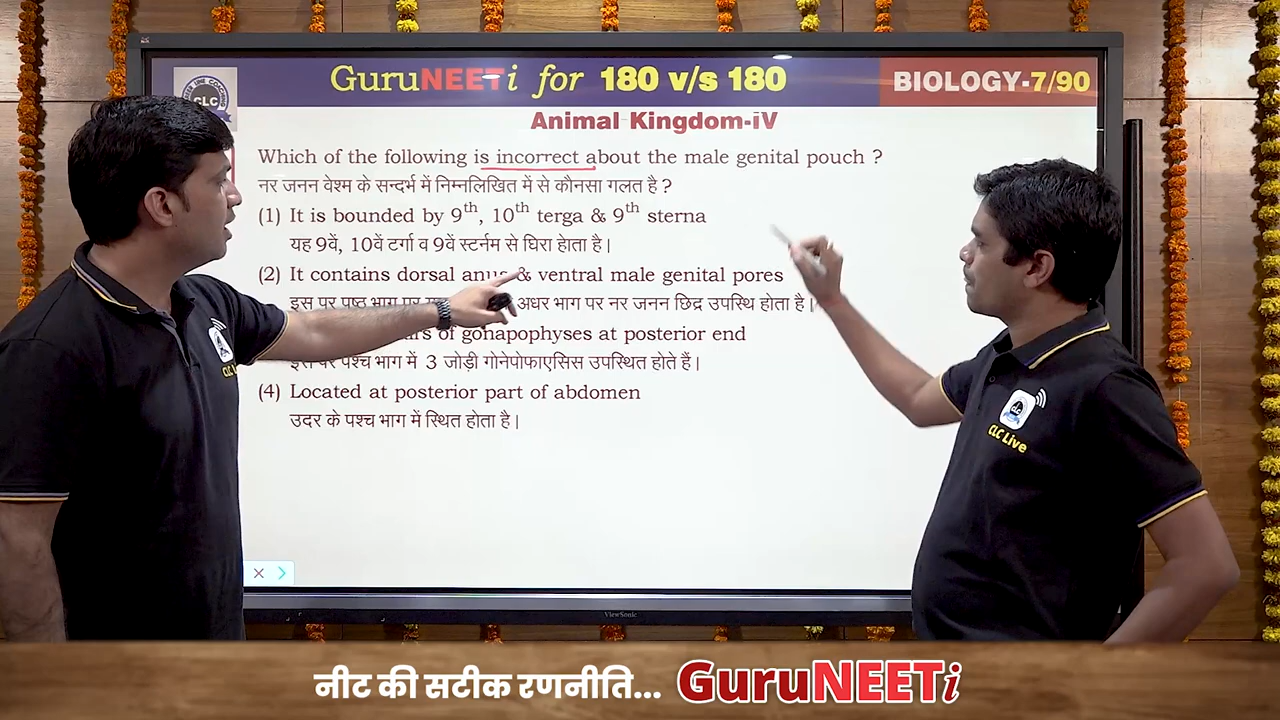 GuruNEETi for 180 v/s 180
BIOLOGY-7/90
CLC
Animal Kingdom-iV
Which of the following is incorrect about the male genital pouch ?
नर जनन वेश्म के सन्दर्भ में निम्नलिखित में से कौनसा गलत है ?
(1) It is bounded by 9th, 10th terga & 9th sterna
यह 9वें, 10वें टर्गा व 9वें स्टर्नम से घिरा होता है।
(2) It contains dorsal anus & ventral male genital pores
इस पर पृष्ठ भाग पर अधर भाग पर नर जनन छिद्र उपस्थि होता है।
of gonapophyses at posterior end
इस पर पश्च भाग में 3 जोड़ी गोनेपोफाएसिस उपस्थित होते हैं।
(4) Located at posterior part of abdomen
उदर के पश्च भाग में स्थित होता है।
CLC
CLC Live
ViewSonic
नीट की सटीक रणनीति... GuruNEETi